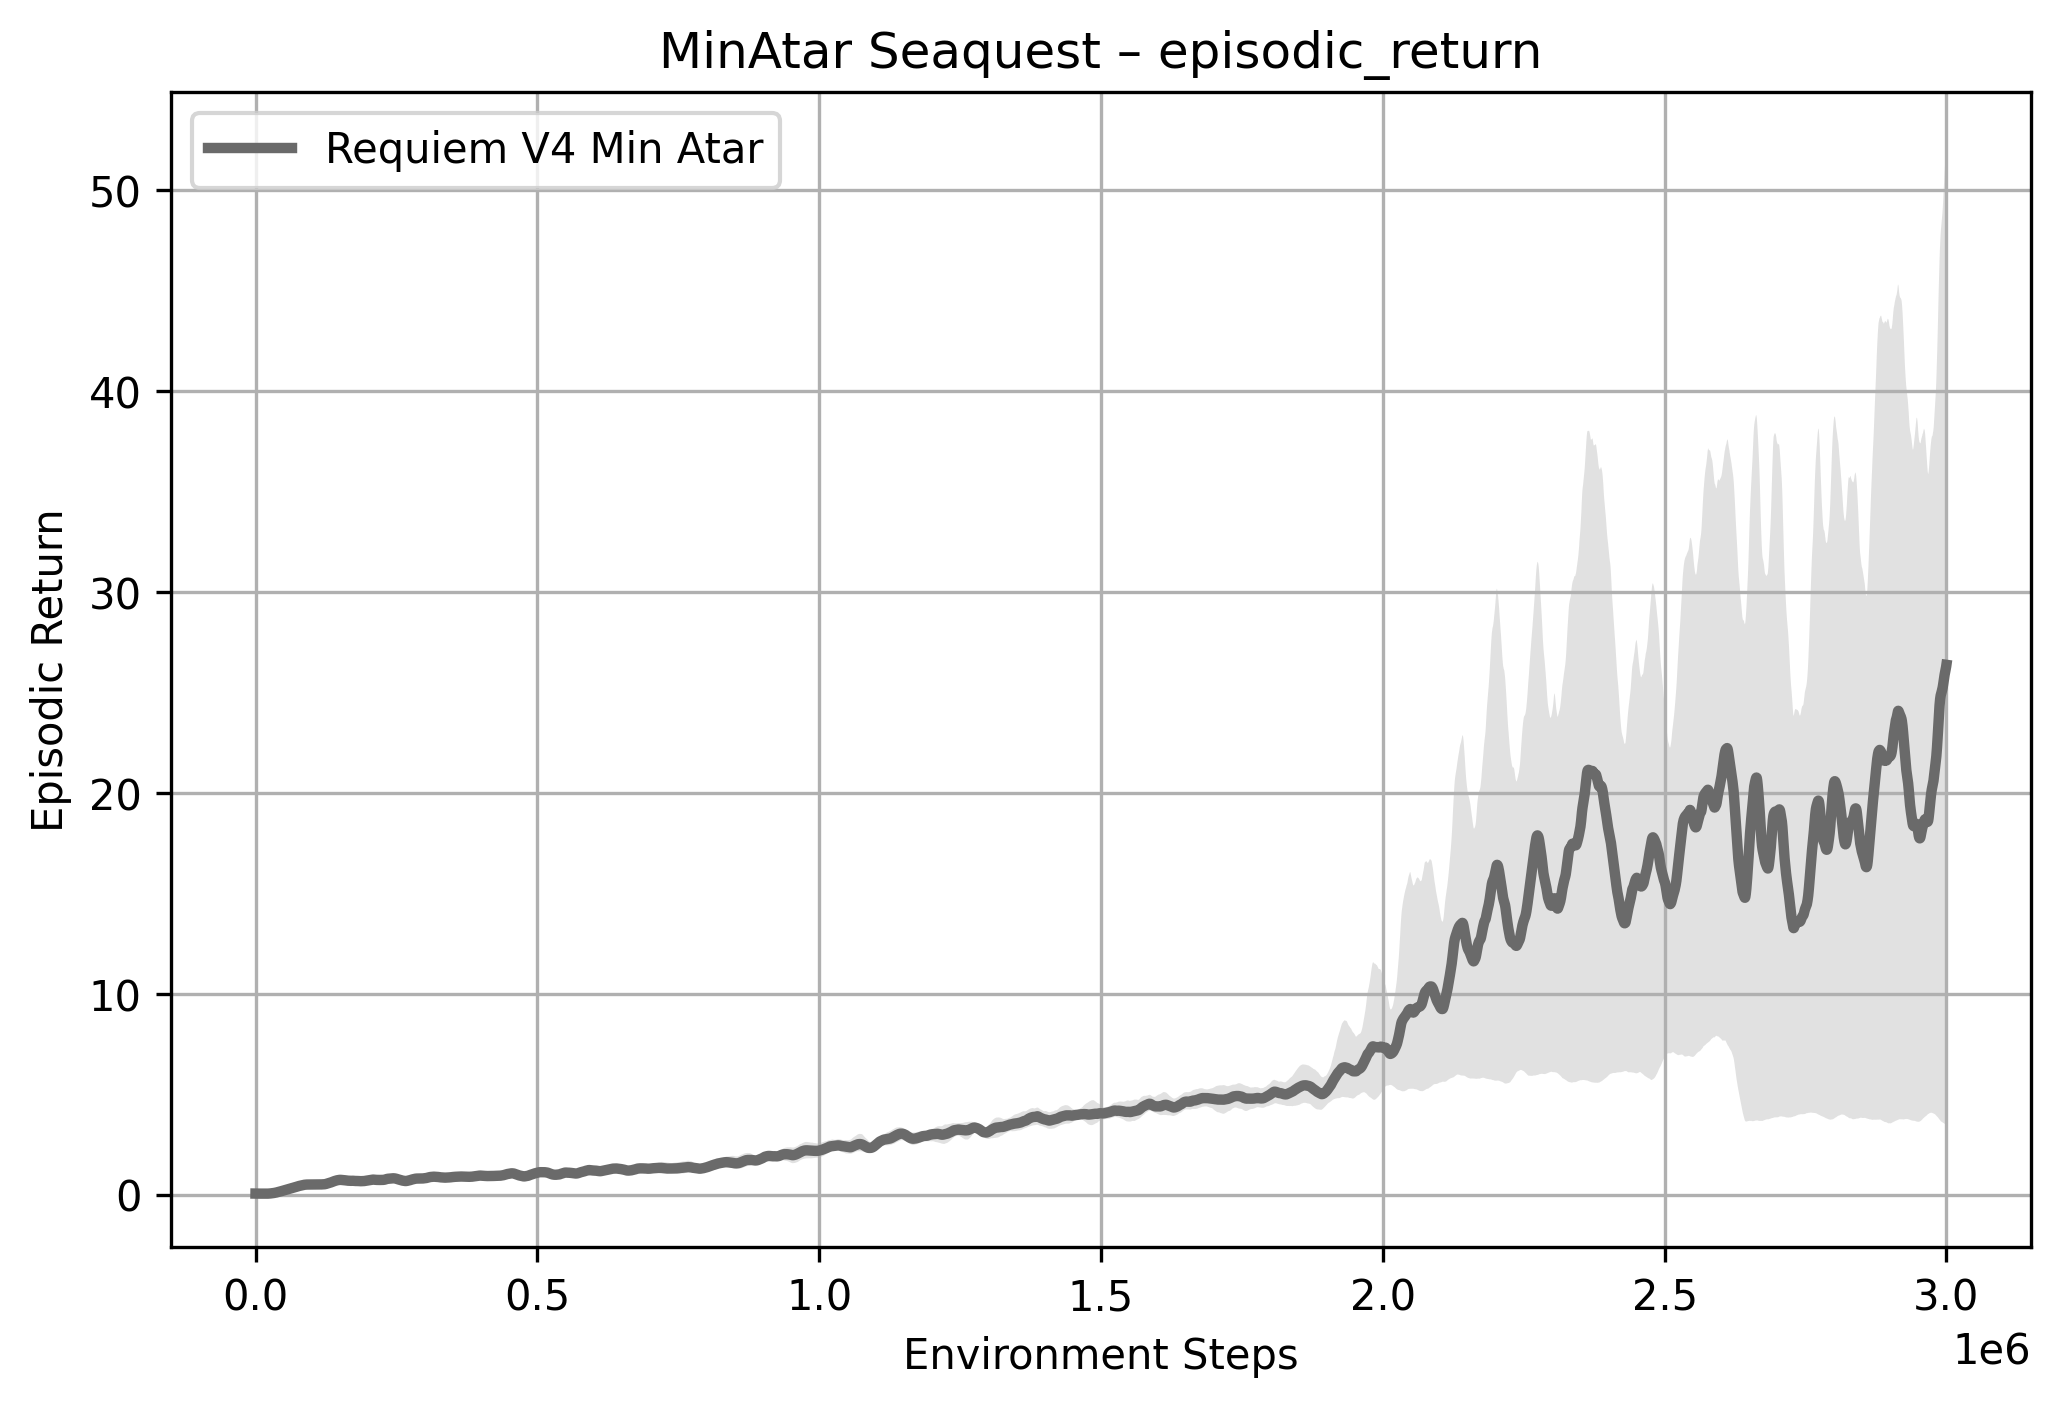 MinAtar Seaquest – episodic_return
Requiem V4 Min Atar
50
40
30
20
10
0
Episodic Return
0.0 0.5 1.0 1.5 2.0 2.5 3.0
1e6
Environment Steps